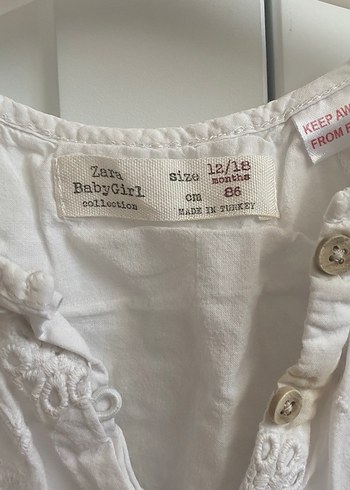 Zara
BabyGirl
collection
size 12/18
months
cm 86
MADE IN TURKEY
KEEP AW
FROM F